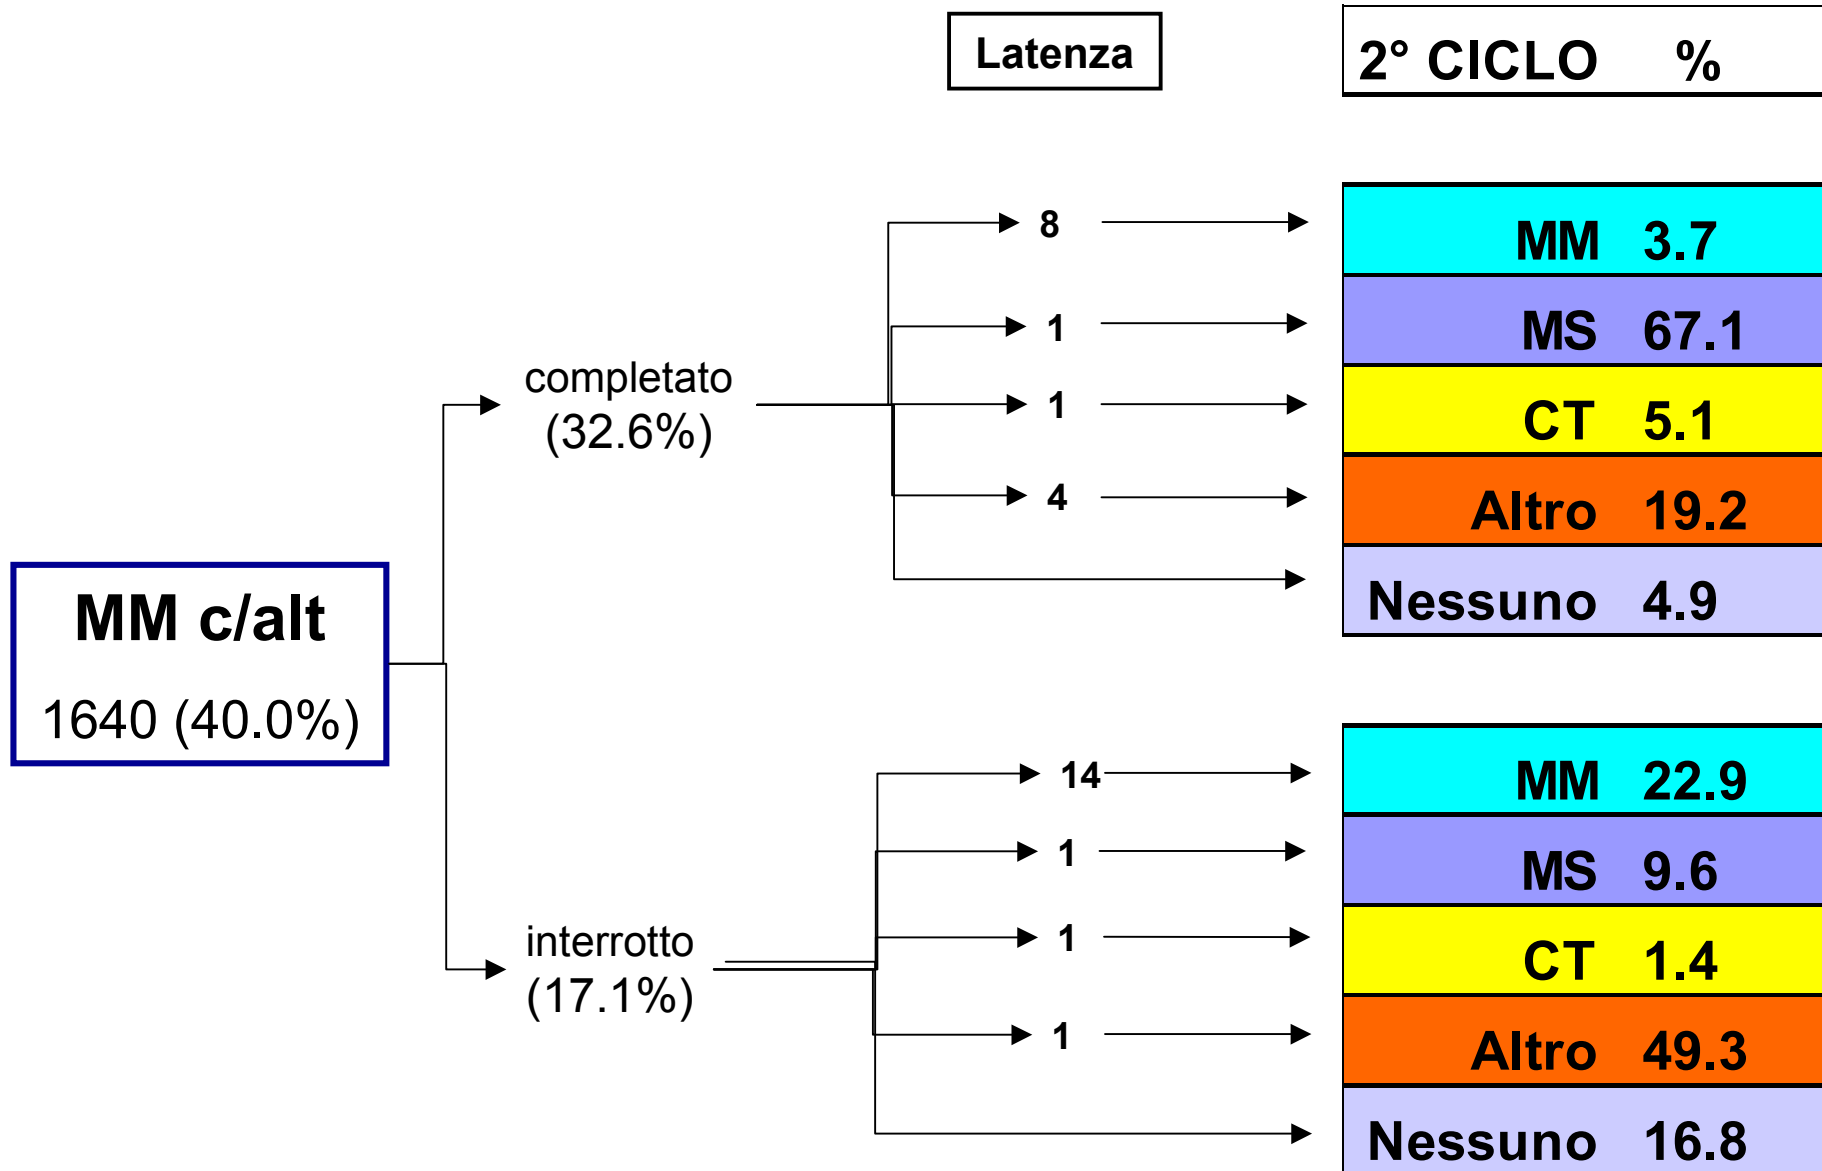 Latenza
2° CICLO %
8
MM 3.7
1
MS 67.1
completato
(32.6%)
1
CT 5.1
4
Altro 19.2
Nessuno 4.9
MM c/alt
1640 (40.0%)
14
MM 22.9
1
MS 9.6
interrotto
(17.1%)
1
CT 1.4
1
Altro 49.3
Nessuno 16.8